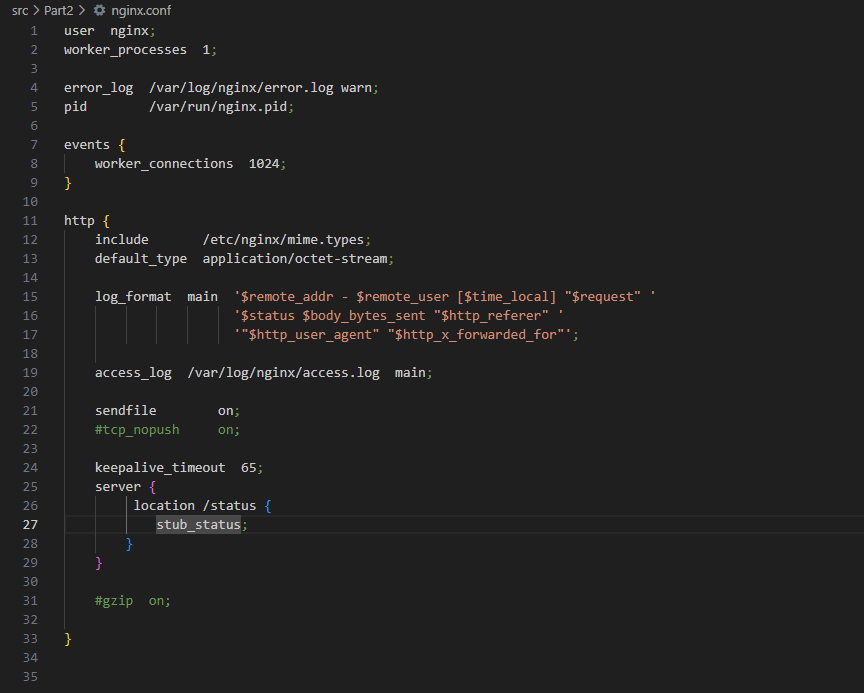 src > Part2 > nginx.conf
1 user  nginx;
2 worker_processes  1;
3
4 error_log  /var/log/nginx/error.log warn;
5 pid        /var/run/nginx.pid;
6
7 events {
8     worker_connections  1024;
9 }
10
11 http {
12     include       /etc/nginx/mime.types;
13     default_type  application/octet-stream;
14
15     log_format  main  '$remote_addr - $remote_user [$time_local] "$request" '
16                       '$status $body_bytes_sent "$http_referer" '
17                       '"$http_user_agent" "$http_x_forwarded_for"';
18
19     access_log  /var/log/nginx/access.log  main;
20
21     sendfile        on;
22     #tcp_nopush     on;
23
24     keepalive_timeout  65;
25     server {
26          location /status {
27             stub_status;
28         }
29     }
30
31     #gzip  on;
32
33 }
34
35